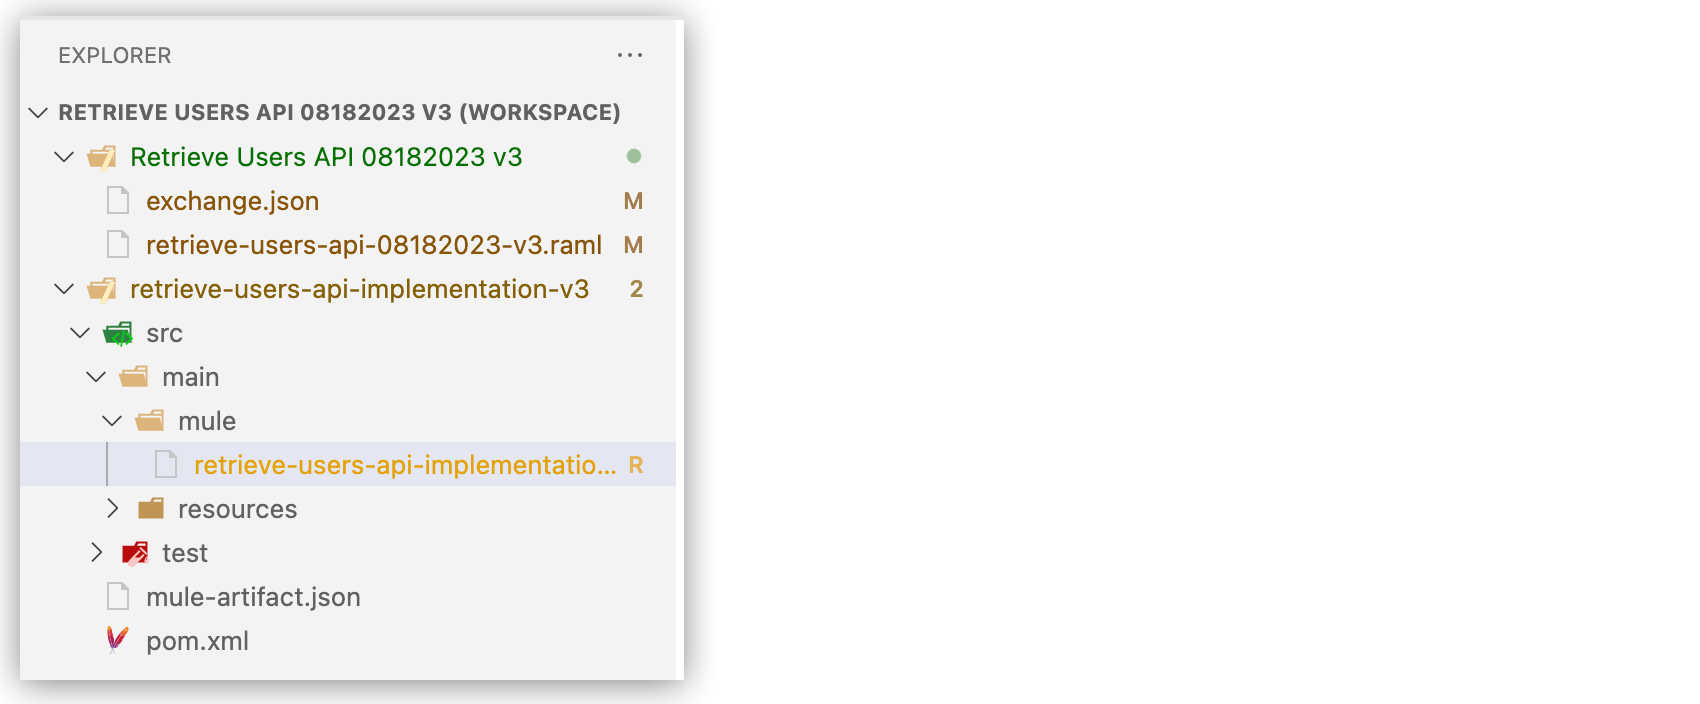 EXPLORER ...
RETRIEVE USERS API 08182023 V3 (WORKSPACE)
Retrieve Users API 08182023 v3
exchange.json M
retrieve-users-api-08182023-v3.raml M
retrieve-users-api-implementation-v3 2
src
main
mule
retrieve-users-api-implementatio... R
resources
test
mule-artifact.json
pom.xml